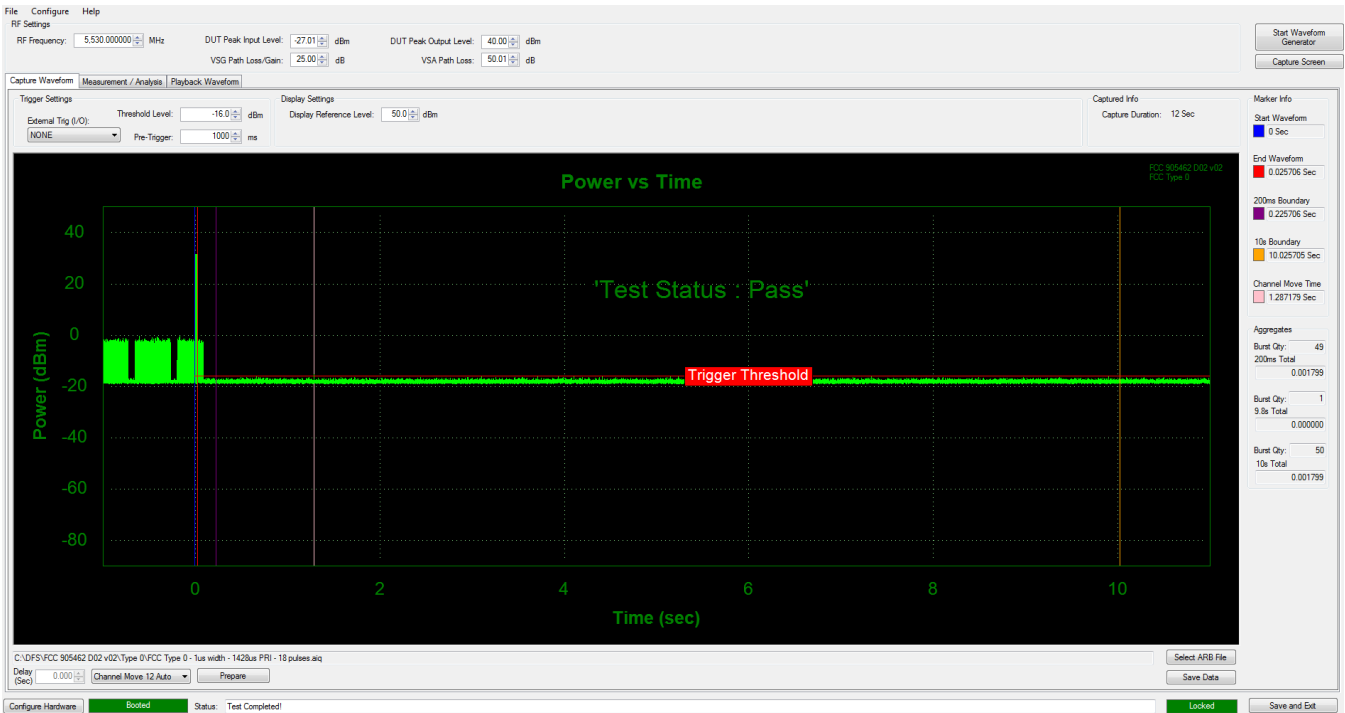 File Configure Help
RF Settings
RF Frequency: 5,530.000000 MHz DUT Peak Input Level: -27.01 dBm DUT Peak Output Level: 40.00 dBm
VSG Path Loss/Gain: 25.00 dB VSA Path Loss: 50.01 dB
Start Waveform
Generator
Capture Screen
Capture Waveform Measurement / Analysis Playback Waveform
Trigger Settings
External Trig (I/O):
NONE
Threshold Level: -16.0 dBm
Pre-Trigger: 1000 ms
Display Settings
Display Reference Level: 50.0 dBm
Captured Info
Capture Duration: 12 Sec
Marker Info
Start Waveform
0 Sec
End Waveform
0.025706 Sec
200ms Boundary
0.225706 Sec
10s Boundary
10.025705 Sec
Channel Move Time
1.287179 Sec
Aggregates
Burst Qty: 49
200ms Total
0.001799
Burst Qty: 1
9.8s Total
0.000000
Burst Qty: 50
10s Total
0.001799
FCC 905462 D02 v02
FCC Type 0
Power vs Time
'Test Status : Pass'
Trigger Threshold
Power (dBm)
40
20
0
-20
-40
-60
-80
0 2 4 6 8 10
Time (sec)
C:\DFS\FCC 905462 D02 v02\Type 0\FCC Type 0 - 1us width - 1428us PRI - 18 pulses.aiq
Select ARB File
Delay
(Sec)
0.000 Channel Move 12 Auto Prepare
Save Data
Configure Hardware Booted Status: Test Completed! Locked Save and Exit